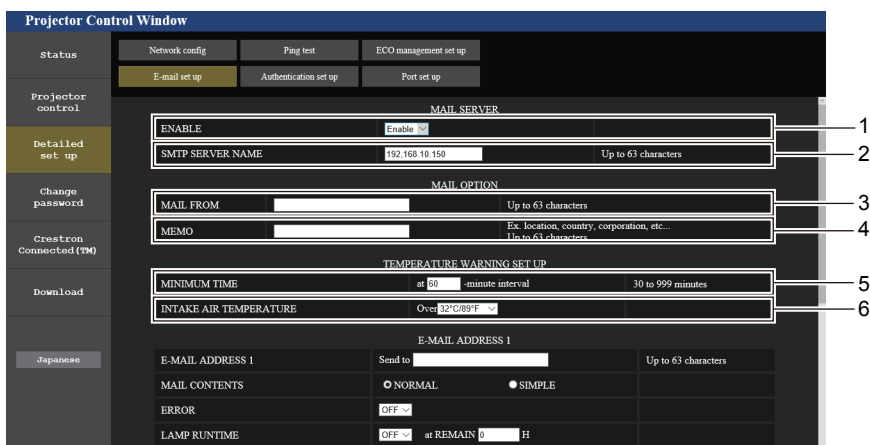 Projector Control Window
Status
Network config Ping test ECO management set up
E-mail set up Authentication set up Port set up
Projector
control
Detailed
set up
Change
password
Crestron
Connected(TM)
Download
Japanese
MAIL SERVER
ENABLE Enable 1
SMTP SERVER NAME 192.168.10.150 Up to 63 characters 2
MAIL OPTION
MAIL FROM Up to 63 characters 3
MEMO Ex. location, country, corporation, etc...
Up to 63 characters 4
TEMPERATURE WARNING SET UP
MINIMUM TIME at 60 -minute interval 30 to 999 minutes 5
INTAKE AIR TEMPERATURE Over 32°C/89°F 6
E-MAIL ADDRESS 1
E-MAIL ADDRESS 1 Send to Up to 63 characters
MAIL CONTENTS NORMAL SIMPLE
ERROR OFF
LAMP RUNTIME OFF at REMAIN 0 H